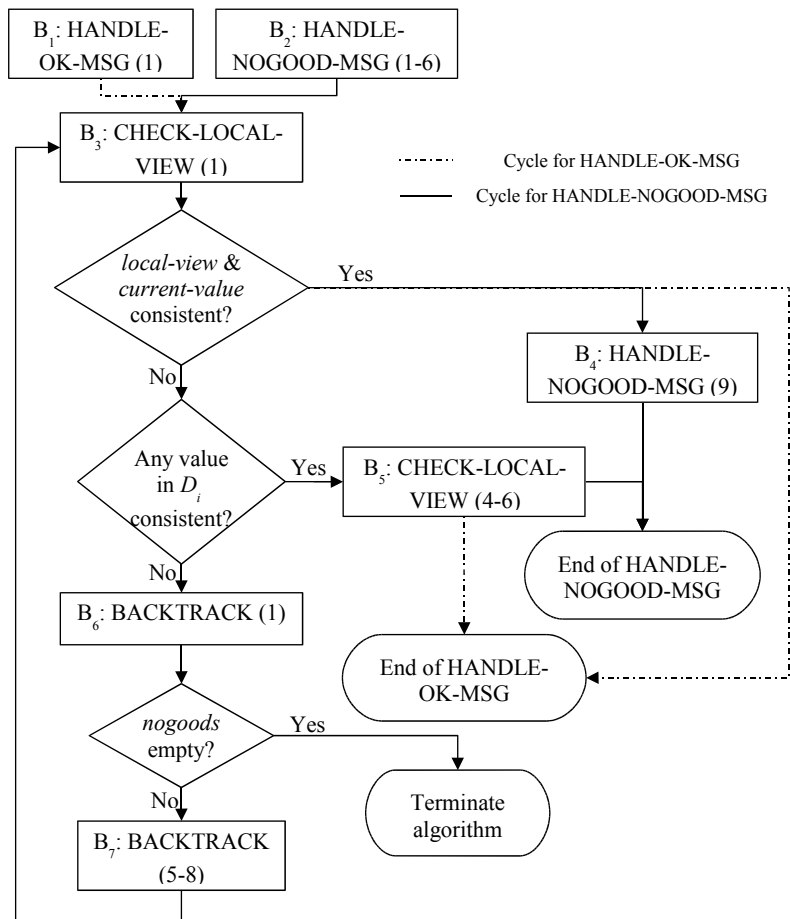 B₁: HANDLE-
OK-MSG (1)
B₂: HANDLE-
NOGOOD-MSG (1-6)
B₃: CHECK-LOCAL-
VIEW (1)
Cycle for HANDLE-OK-MSG
Cycle for HANDLE-NOGOOD-MSG
local-view &
current-value
consistent?
Yes
No
B₄: HANDLE-
NOGOOD-MSG (9)
Any value
in Dᵢ
consistent?
Yes
No
B₅: CHECK-LOCAL-
VIEW (4-6)
End of HANDLE-
NOGOOD-MSG
B₆: BACKTRACK (1)
End of HANDLE-
OK-MSG
nogoods
empty?
Yes
No
Terminate
algorithm
B₇: BACKTRACK
(5-8)